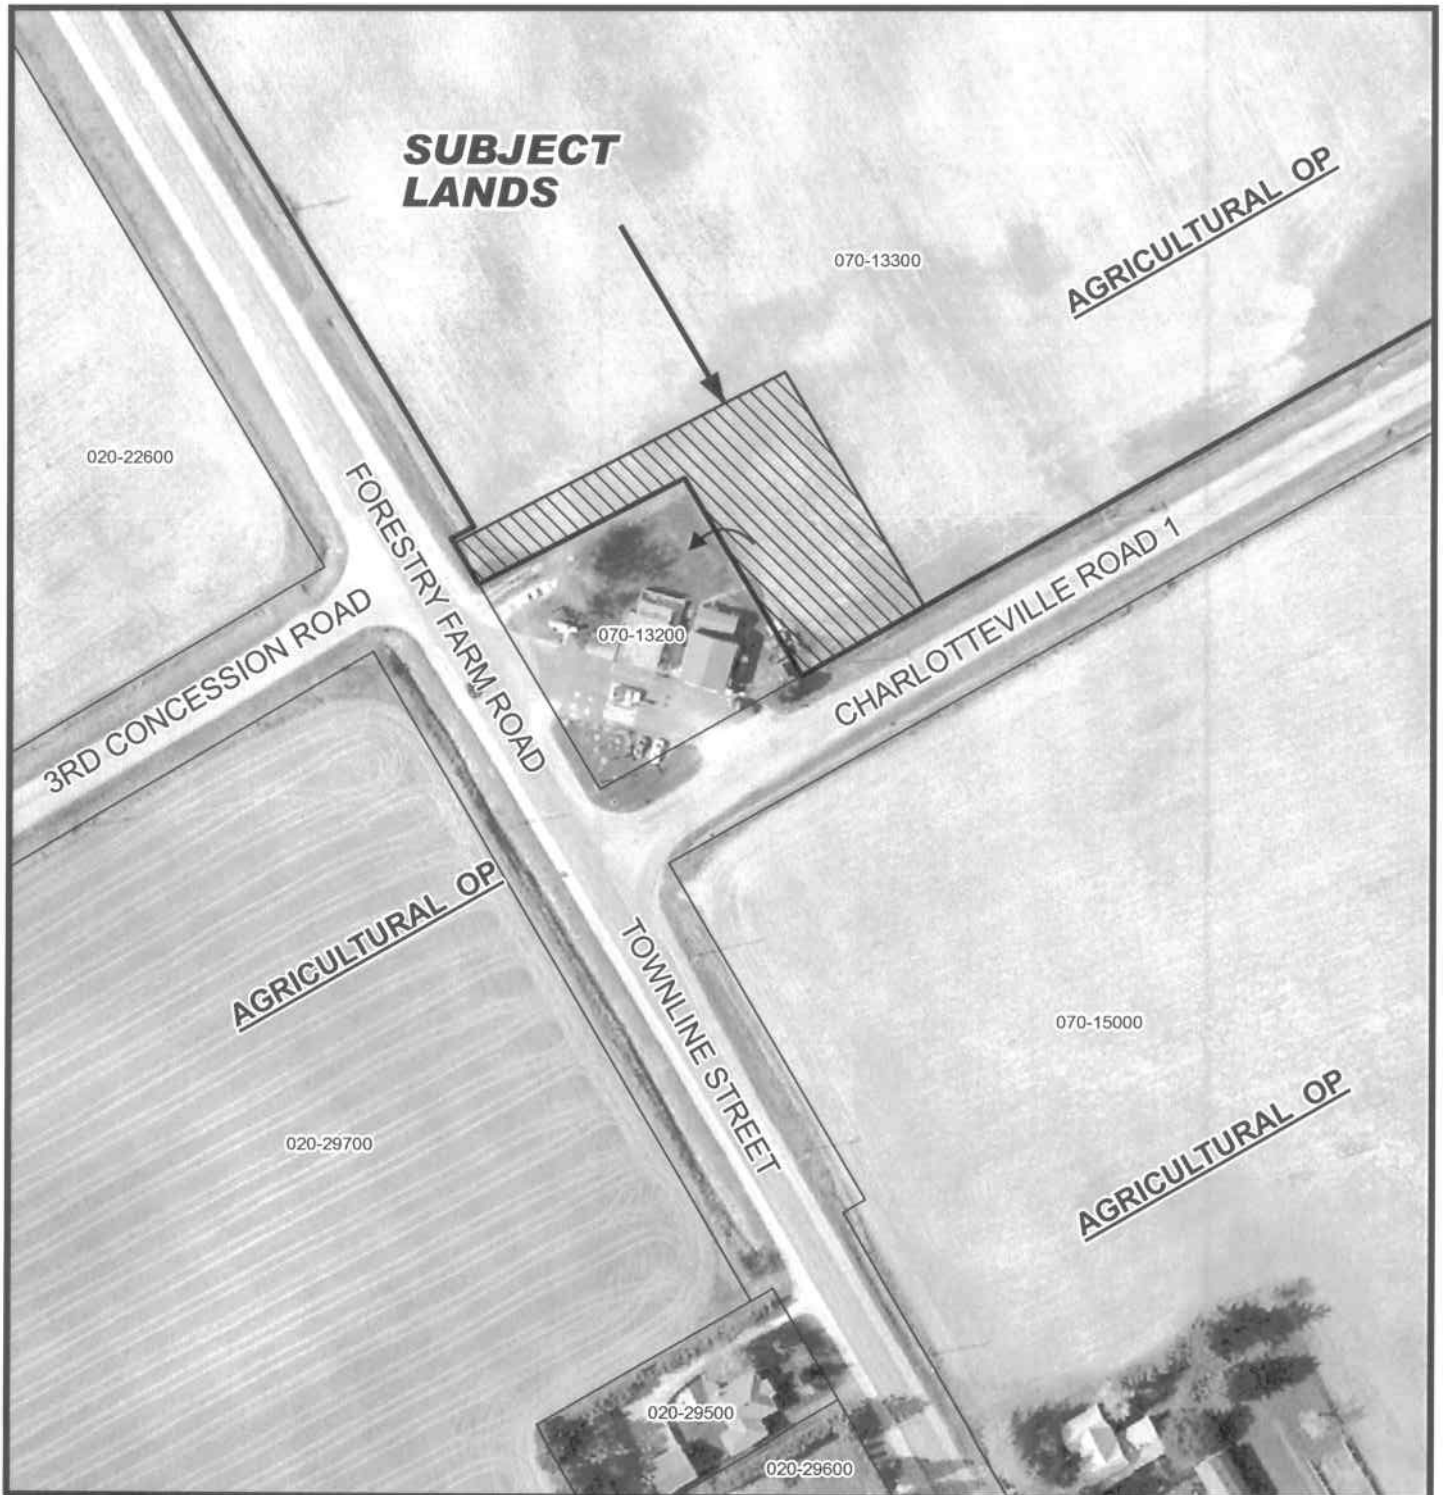 SUBJECT
LANDS
AGRICULTURAL OP
070-13300
020-22600
FORESTRY FARM ROAD
3RD CONCESSION ROAD
070-13200
CHARLOTTEVILLE ROAD 1
AGRICULTURAL OP
TOWNLINE STREET
070-15000
020-29700
AGRICULTURAL OP
020-29500
020-29600